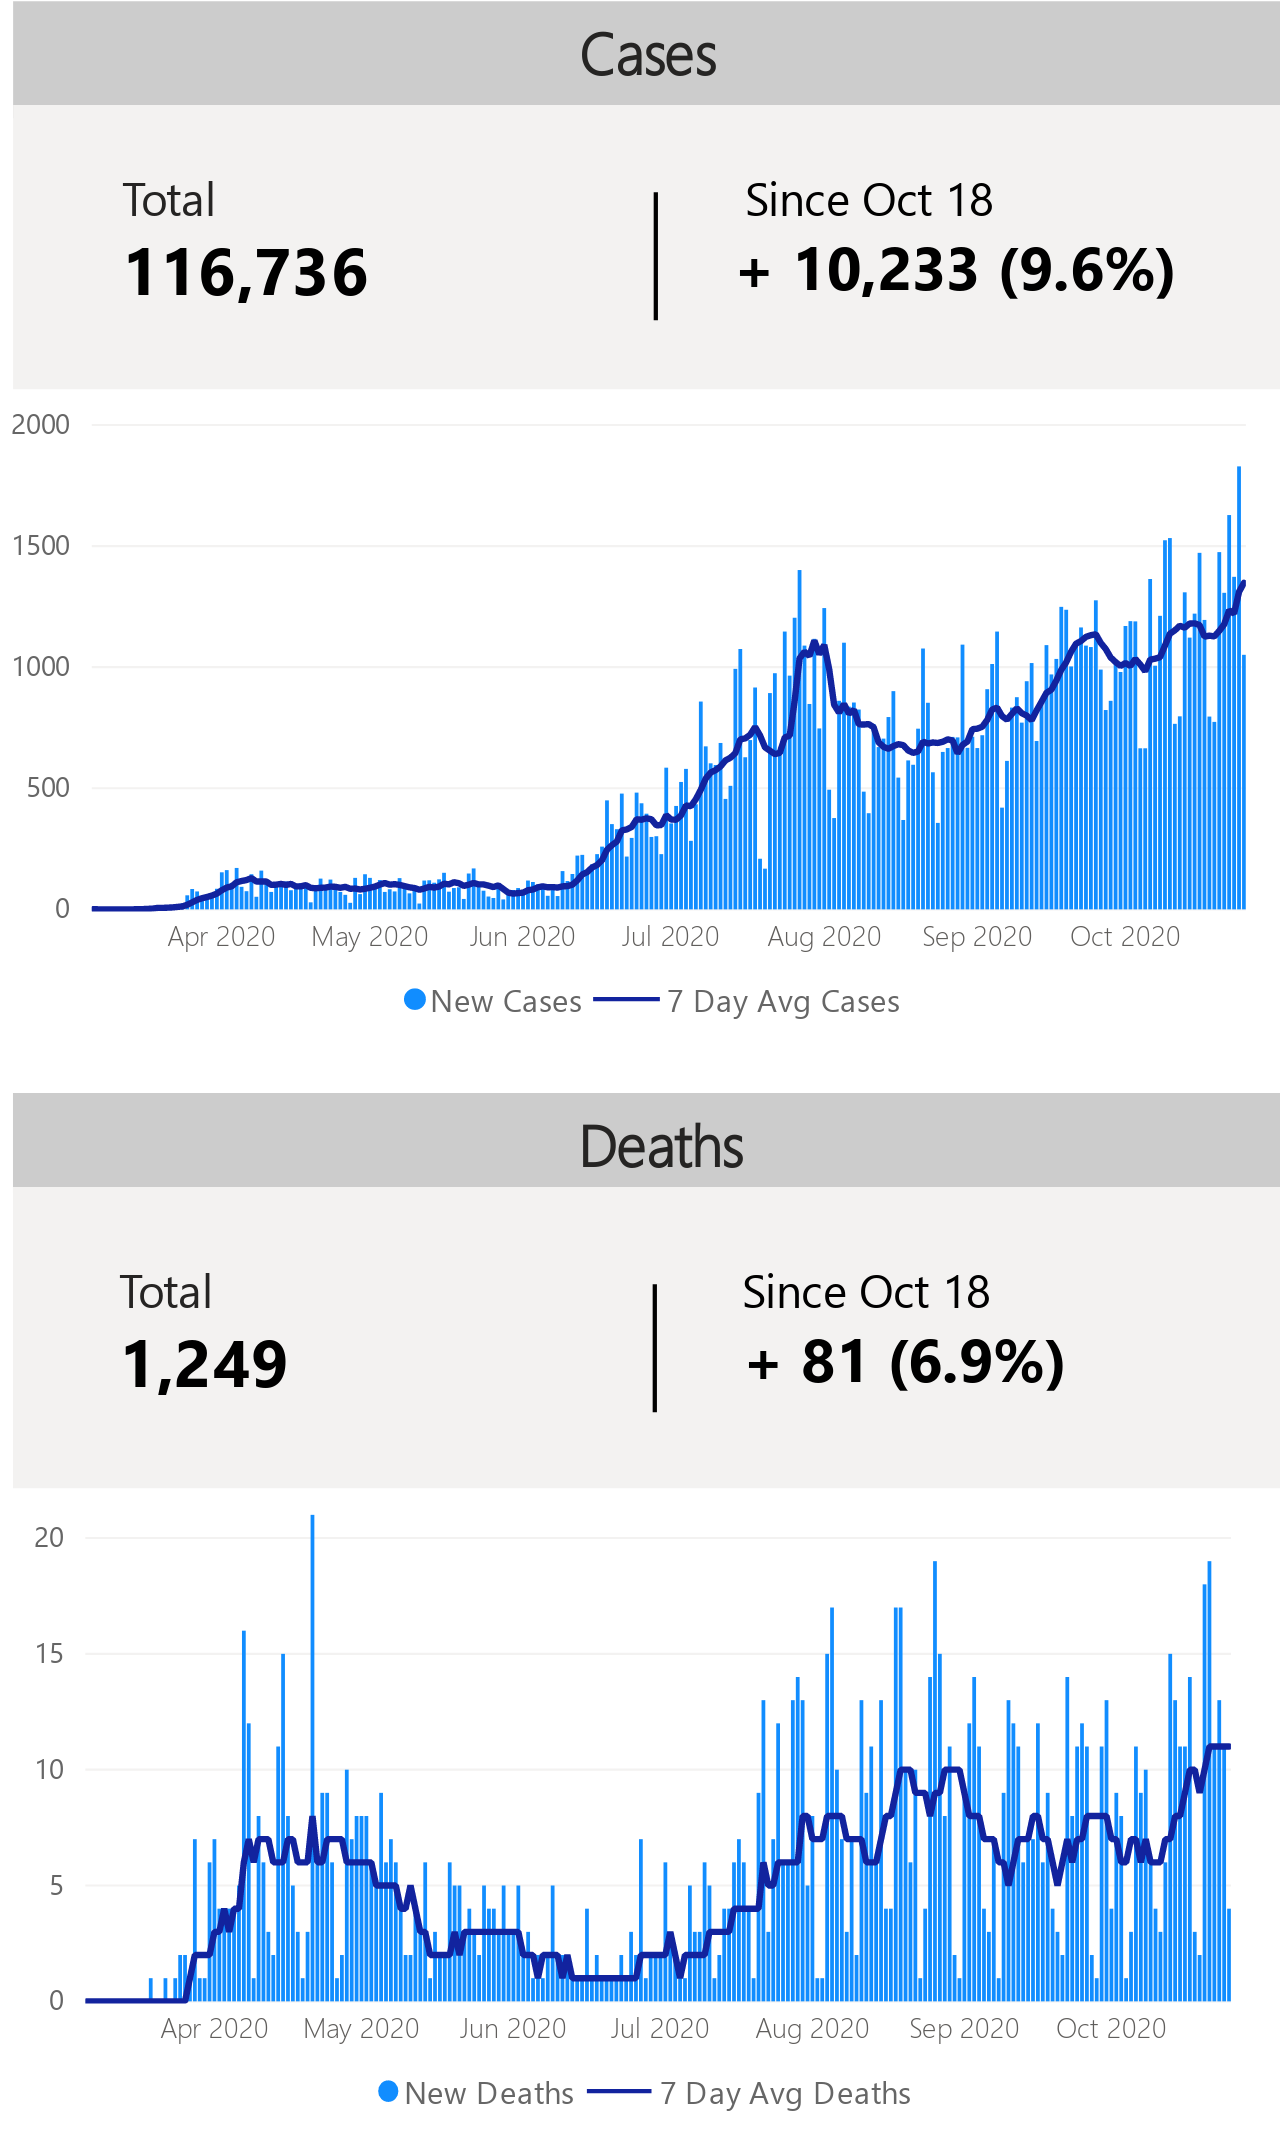 Cases
Total
Since Oct 18
116,736
+ 10,233 (9.6%)
2000
1500
1000
500
0
Apr 2020 May 2020 Jun 2020 Jul 2020 Aug 2020 Sep 2020 Oct 2020
New Cases 7 Day Avg Cases
Deaths
Total
Since Oct 18
1,249
+ 81 (6.9%)
20
15
10
5
0
Apr 2020 May 2020 Jun 2020 Jul 2020 Aug 2020 Sep 2020 Oct 2020
New Deaths 7 Day Avg Deaths